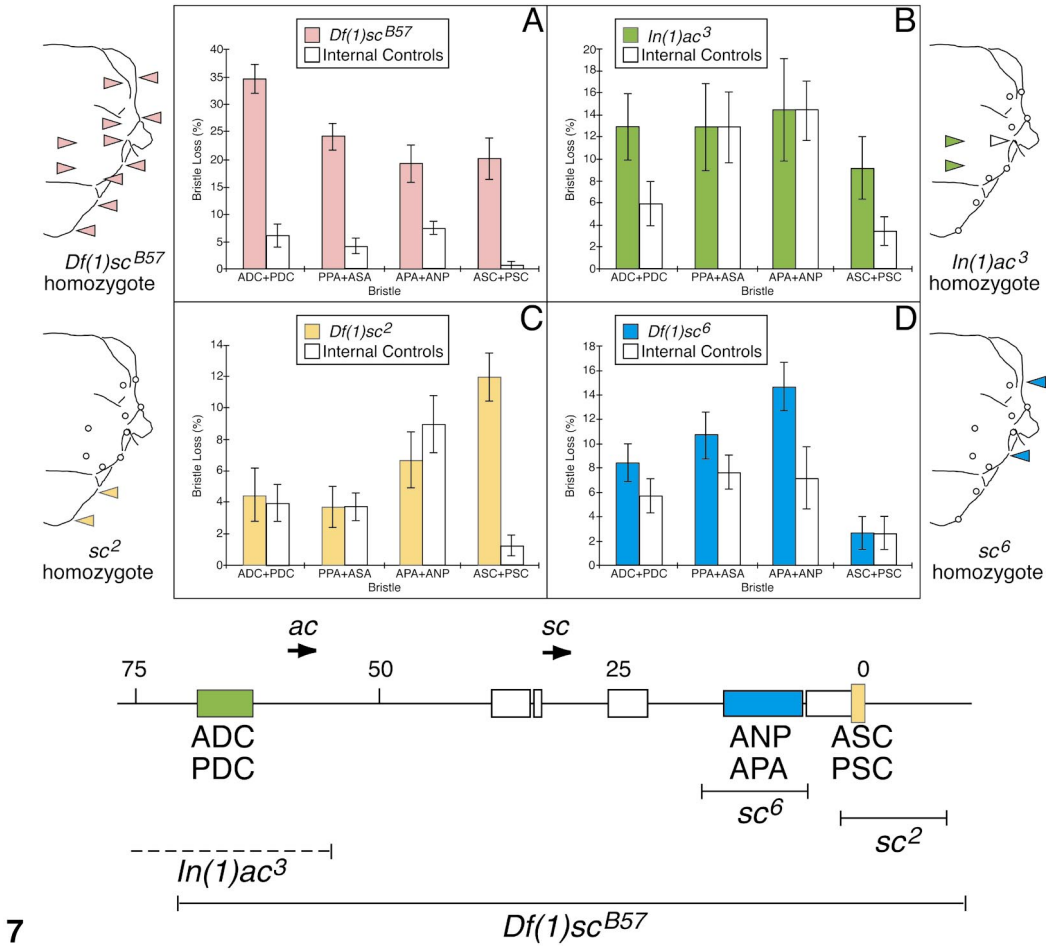 A
Df(1)sc^B57
Internal Controls
Bristle Loss (%)
40
35
30
25
20
15
10
5
0
ADC+PDC PPA+ASA APA+ANP ASC+PSC
Bristle
Df(1)sc^B57
homozygote
B
In(1)ac^3
Internal Controls
Bristle Loss (%)
20
18
16
14
12
10
8
6
4
2
0
ADC+PDC PPA+ASA APA+ANP ASC+PSC
Bristle
In(1)ac^3
homozygote
C
Df(1)sc^2
Internal Controls
Bristle Loss (%)
14
12
10
8
6
4
2
0
ADC+PDC PPA+ASA APA+ANP ASC+PSC
Bristle
sc^2
homozygote
D
Df(1)sc^6
Internal Controls
Bristle Loss (%)
18
16
14
12
10
8
6
4
2
0
ADC+PDC PPA+ASA APA+ANP ASC+PSC
Bristle
sc^6
homozygote
ac sc
75 50 25 0
ADC ANP ASC
PDC APA PSC
sc^6
sc^2
In(1)ac^3
Df(1)sc^B57
7